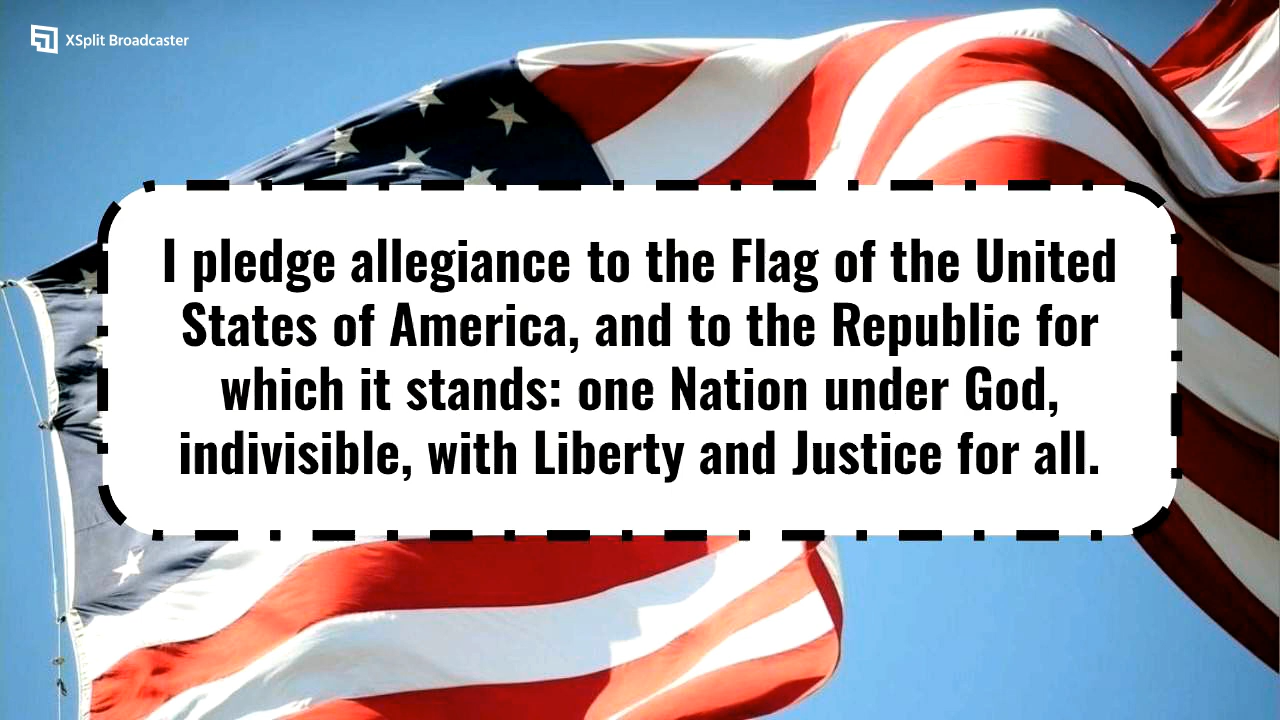 XSplit Broadcaster
I pledge allegiance to the Flag of the United
States of America, and to the Republic for
which it stands: one Nation under God,
indivisible, with Liberty and Justice for all.